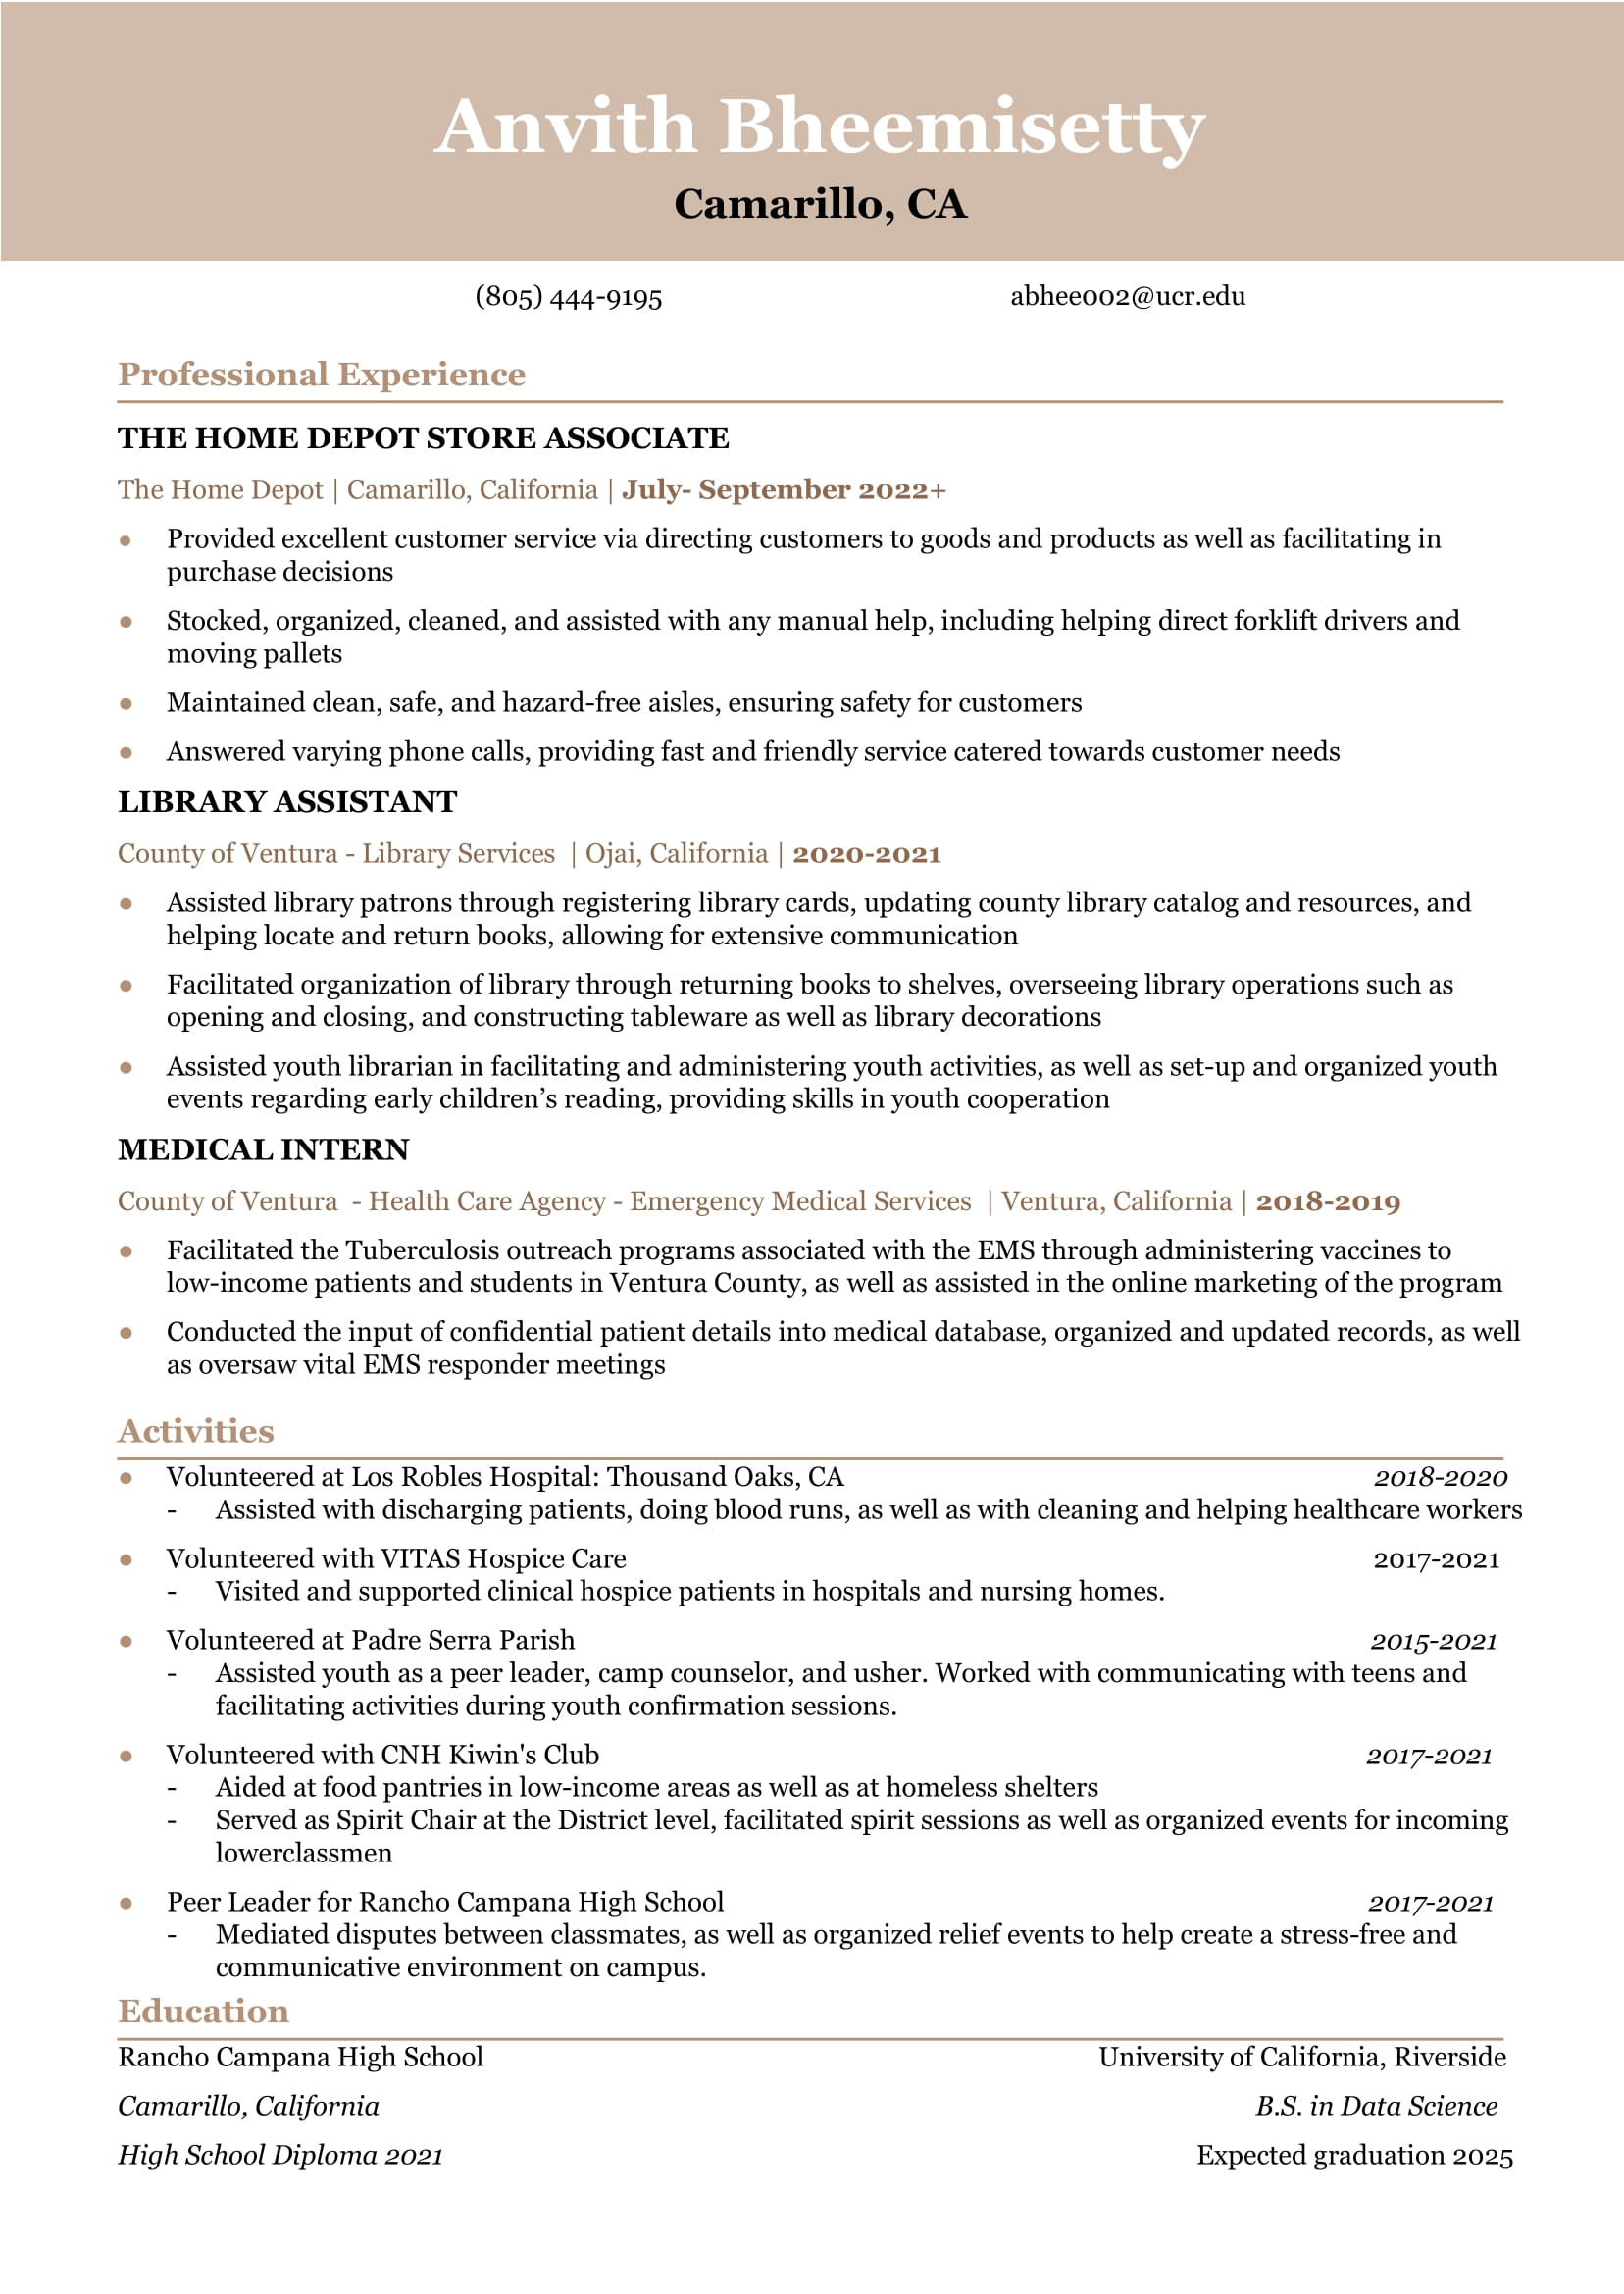 Anvith Bheemisetty
Camarillo, CA
(805) 444-9195 abhee002@ucr.edu
Professional Experience
THE HOME DEPOT STORE ASSOCIATE
The Home Depot | Camarillo, California | July- September 2022+
● Provided excellent customer service via directing customers to goods and products as well as facilitating in
purchase decisions
● Stocked, organized, cleaned, and assisted with any manual help, including helping direct forklift drivers and
moving pallets
● Maintained clean, safe, and hazard-free aisles, ensuring safety for customers
● Answered varying phone calls, providing fast and friendly service catered towards customer needs
LIBRARY ASSISTANT
County of Ventura - Library Services | Ojai, California | 2020-2021
● Assisted library patrons through registering library cards, updating county library catalog and resources, and
helping locate and return books, allowing for extensive communication
● Facilitated organization of library through returning books to shelves, overseeing library operations such as
opening and closing, and constructing tableware as well as library decorations
● Assisted youth librarian in facilitating and administering youth activities, as well as set-up and organized youth
events regarding early children’s reading, providing skills in youth cooperation
MEDICAL INTERN
County of Ventura - Health Care Agency - Emergency Medical Services | Ventura, California | 2018-2019
● Facilitated the Tuberculosis outreach programs associated with the EMS through administering vaccines to
low-income patients and students in Ventura County, as well as assisted in the online marketing of the program
● Conducted the input of confidential patient details into medical database, organized and updated records, as well
as oversaw vital EMS responder meetings
Activities
● Volunteered at Los Robles Hospital: Thousand Oaks, CA 2018-2020
- Assisted with discharging patients, doing blood runs, as well as with cleaning and helping healthcare workers
● Volunteered with VITAS Hospice Care 2017-2021
- Visited and supported clinical hospice patients in hospitals and nursing homes.
● Volunteered at Padre Serra Parish 2015-2021
- Assisted youth as a peer leader, camp counselor, and usher. Worked with communicating with teens and
facilitating activities during youth confirmation sessions.
● Volunteered with CNH Kiwin's Club 2017-2021
- Aided at food pantries in low-income areas as well as at homeless shelters
- Served as Spirit Chair at the District level, facilitated spirit sessions as well as organized events for incoming
lowerclassmen
● Peer Leader for Rancho Campana High School 2017-2021
- Mediated disputes between classmates, as well as organized relief events to help create a stress-free and
communicative environment on campus.
Education
Rancho Campana High School University of California, Riverside
Camarillo, California B.S. in Data Science
High School Diploma 2021 Expected graduation 2025